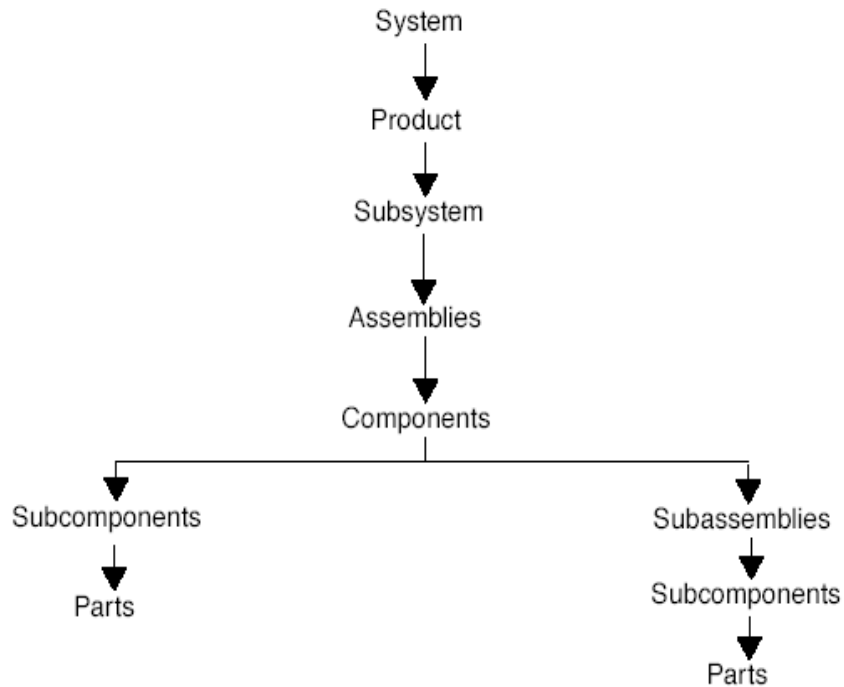 System
Product
Subsystem
Assemblies
Components
Subcomponents
Subassemblies
Parts
Subcomponents
Parts